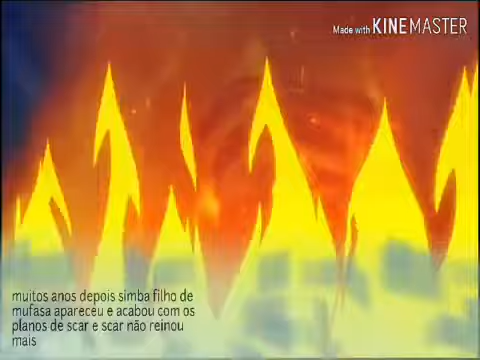 Made with KINEMASTER
muitos anos depois simba filho de
mufasa apareceu e acabou com os
planos de scar e scar não reinou
mais